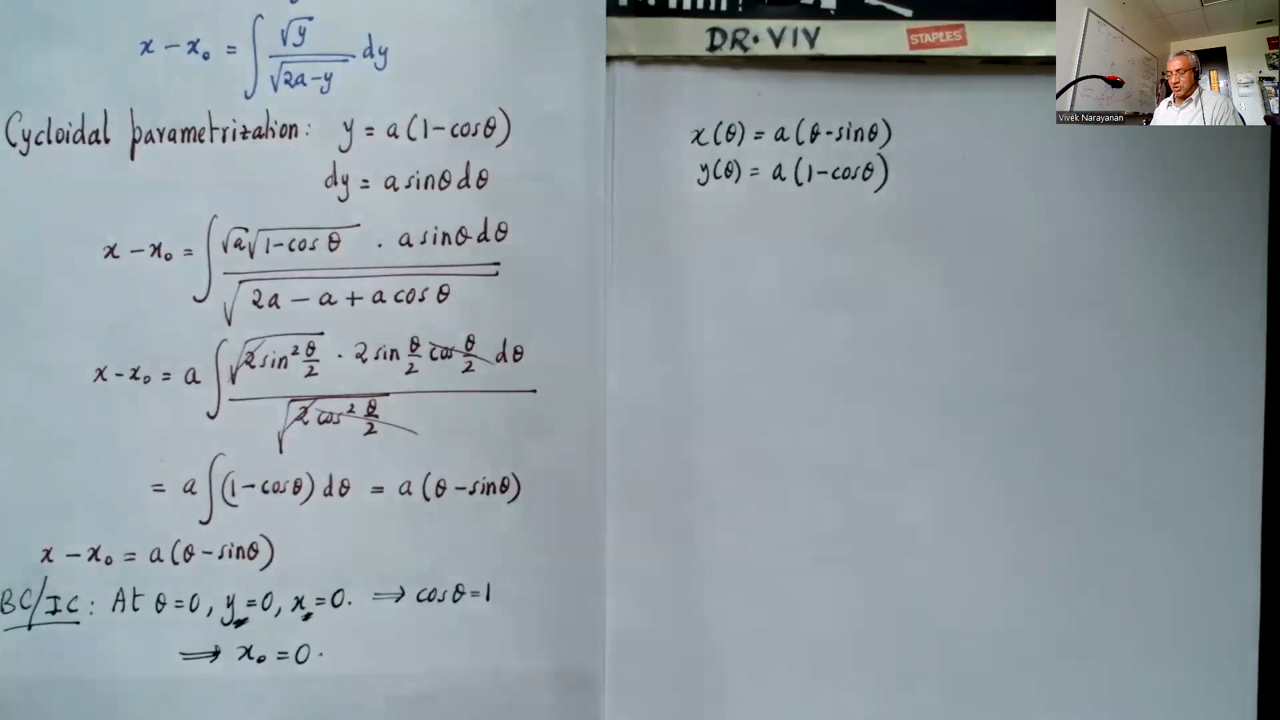 x - x₀ = ∫ √y / √(2a-y) dy
Cycloidal parametrization: y = a(1-cosθ)
dy = a sinθ dθ
x - x₀ = ∫ √a √(1-cos θ) . a sinθ dθ / √(2a - a + a cos θ)
x - x₀ = a ∫ √(2 sin² θ/2) · 2 sin θ/2 cos θ/2 dθ / √(2 cos² θ/2)
= a ∫ (1-cosθ) dθ = a(θ-sinθ)
x - x₀ = a(θ-sinθ)
BC/IC: At θ=0, y=0, x=0. ⟹ cosθ=1
⟹ x₀ = 0.
DR·VIV
STAPLES
x(θ) = a(θ-sinθ)
y(θ) = a(1-cosθ)
Vivek Narayanan